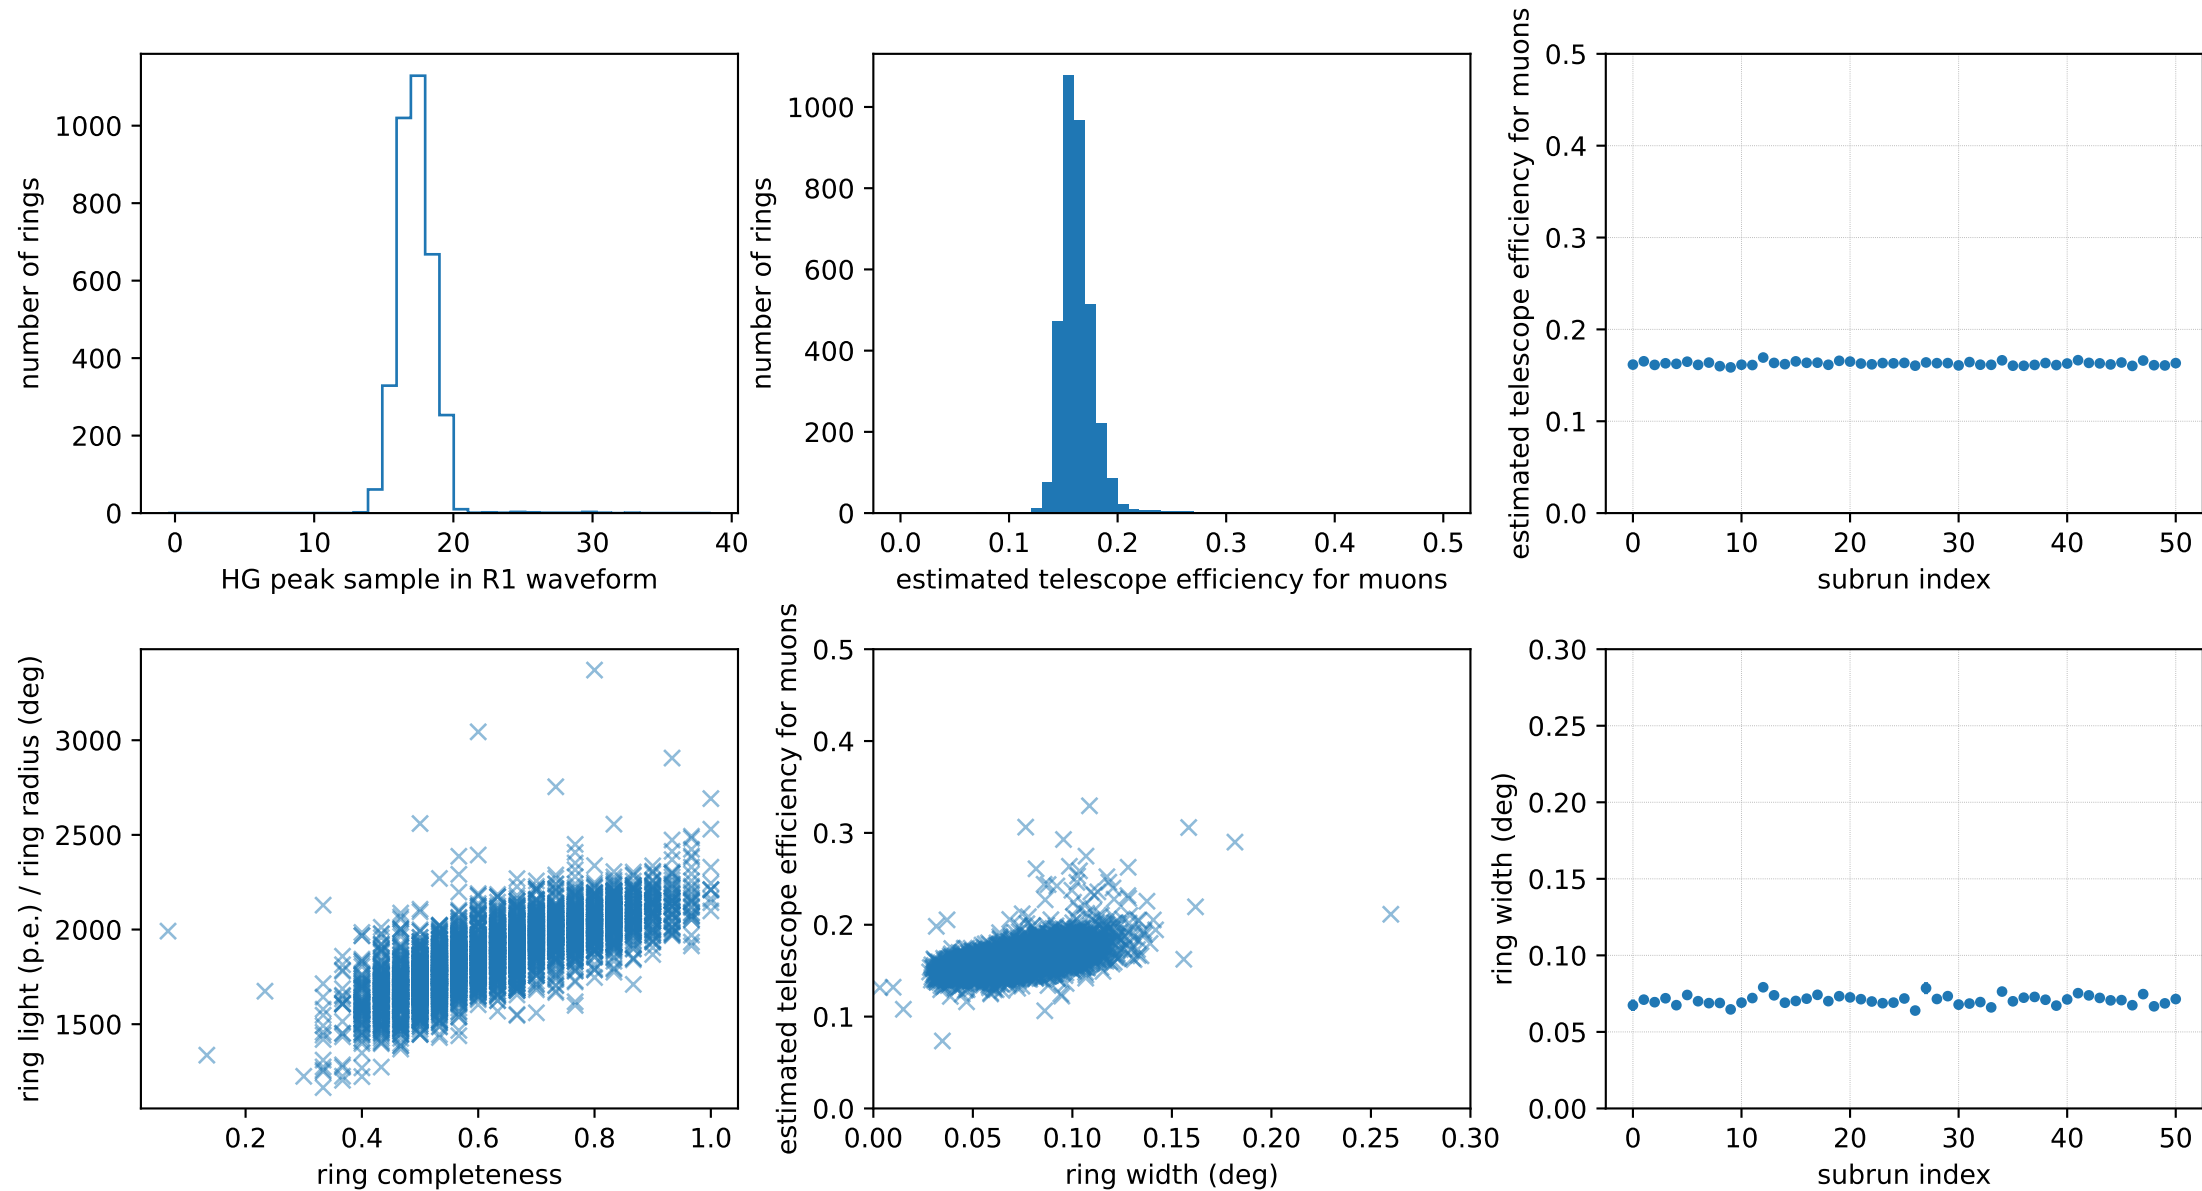 number of rings
1000
800
600
400
200
0
0 10 20 30 40
HG peak sample in R1 waveform
number of rings
1000
800
600
400
200
0
0.0 0.1 0.2 0.3 0.4 0.5
estimated telescope efficiency for muons
estimated telescope efficiency for muons
0.5
0.4
0.3
0.2
0.1
0.0
0 10 20 30 40 50
subrun index
ring light (p.e.) / ring radius (deg)
3000
2500
2000
1500
0.2 0.4 0.6 0.8 1.0
ring completeness
estimated telescope efficiency for muons
0.5
0.4
0.3
0.2
0.1
0.0
0.00 0.05 0.10 0.15 0.20 0.25 0.30
ring width (deg)
ring width (deg)
0.30
0.25
0.20
0.15
0.10
0.05
0.00
0 10 20 30 40 50
subrun index